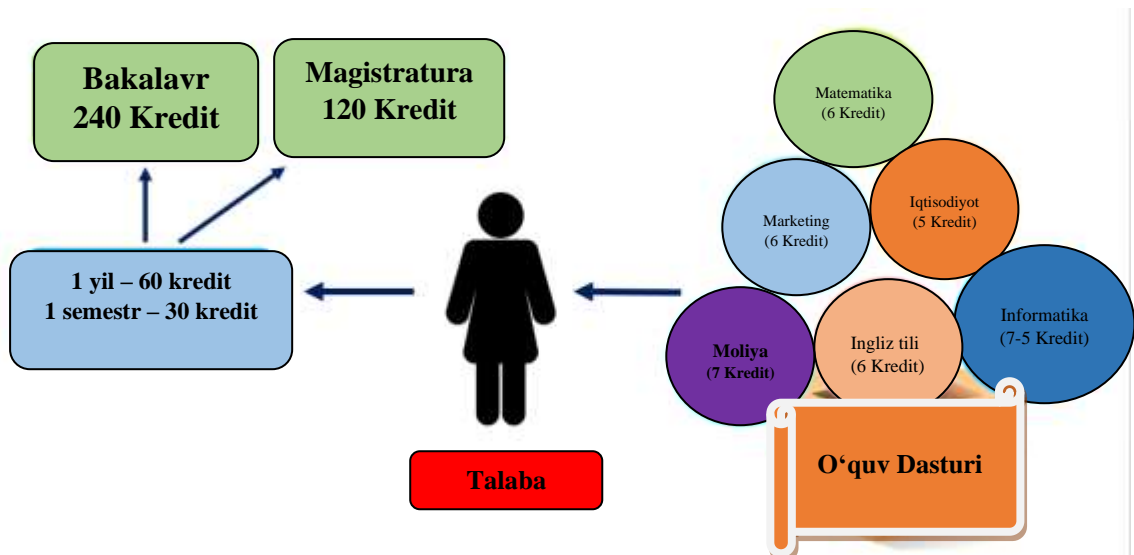 Bakalavr
240 Kredit
Magistratura
120 Kredit
1 yil – 60 kredit
1 semestr – 30 kredit
Talaba
Matematika
(6 Kredit)
Iqtisodiyot
(5 Kredit)
Marketing
(6 Kredit)
Informatika
(7-5 Kredit)
Ingliz tili
(6 Kredit)
Moliya
(7 Kredit)
O‘quv Dasturi